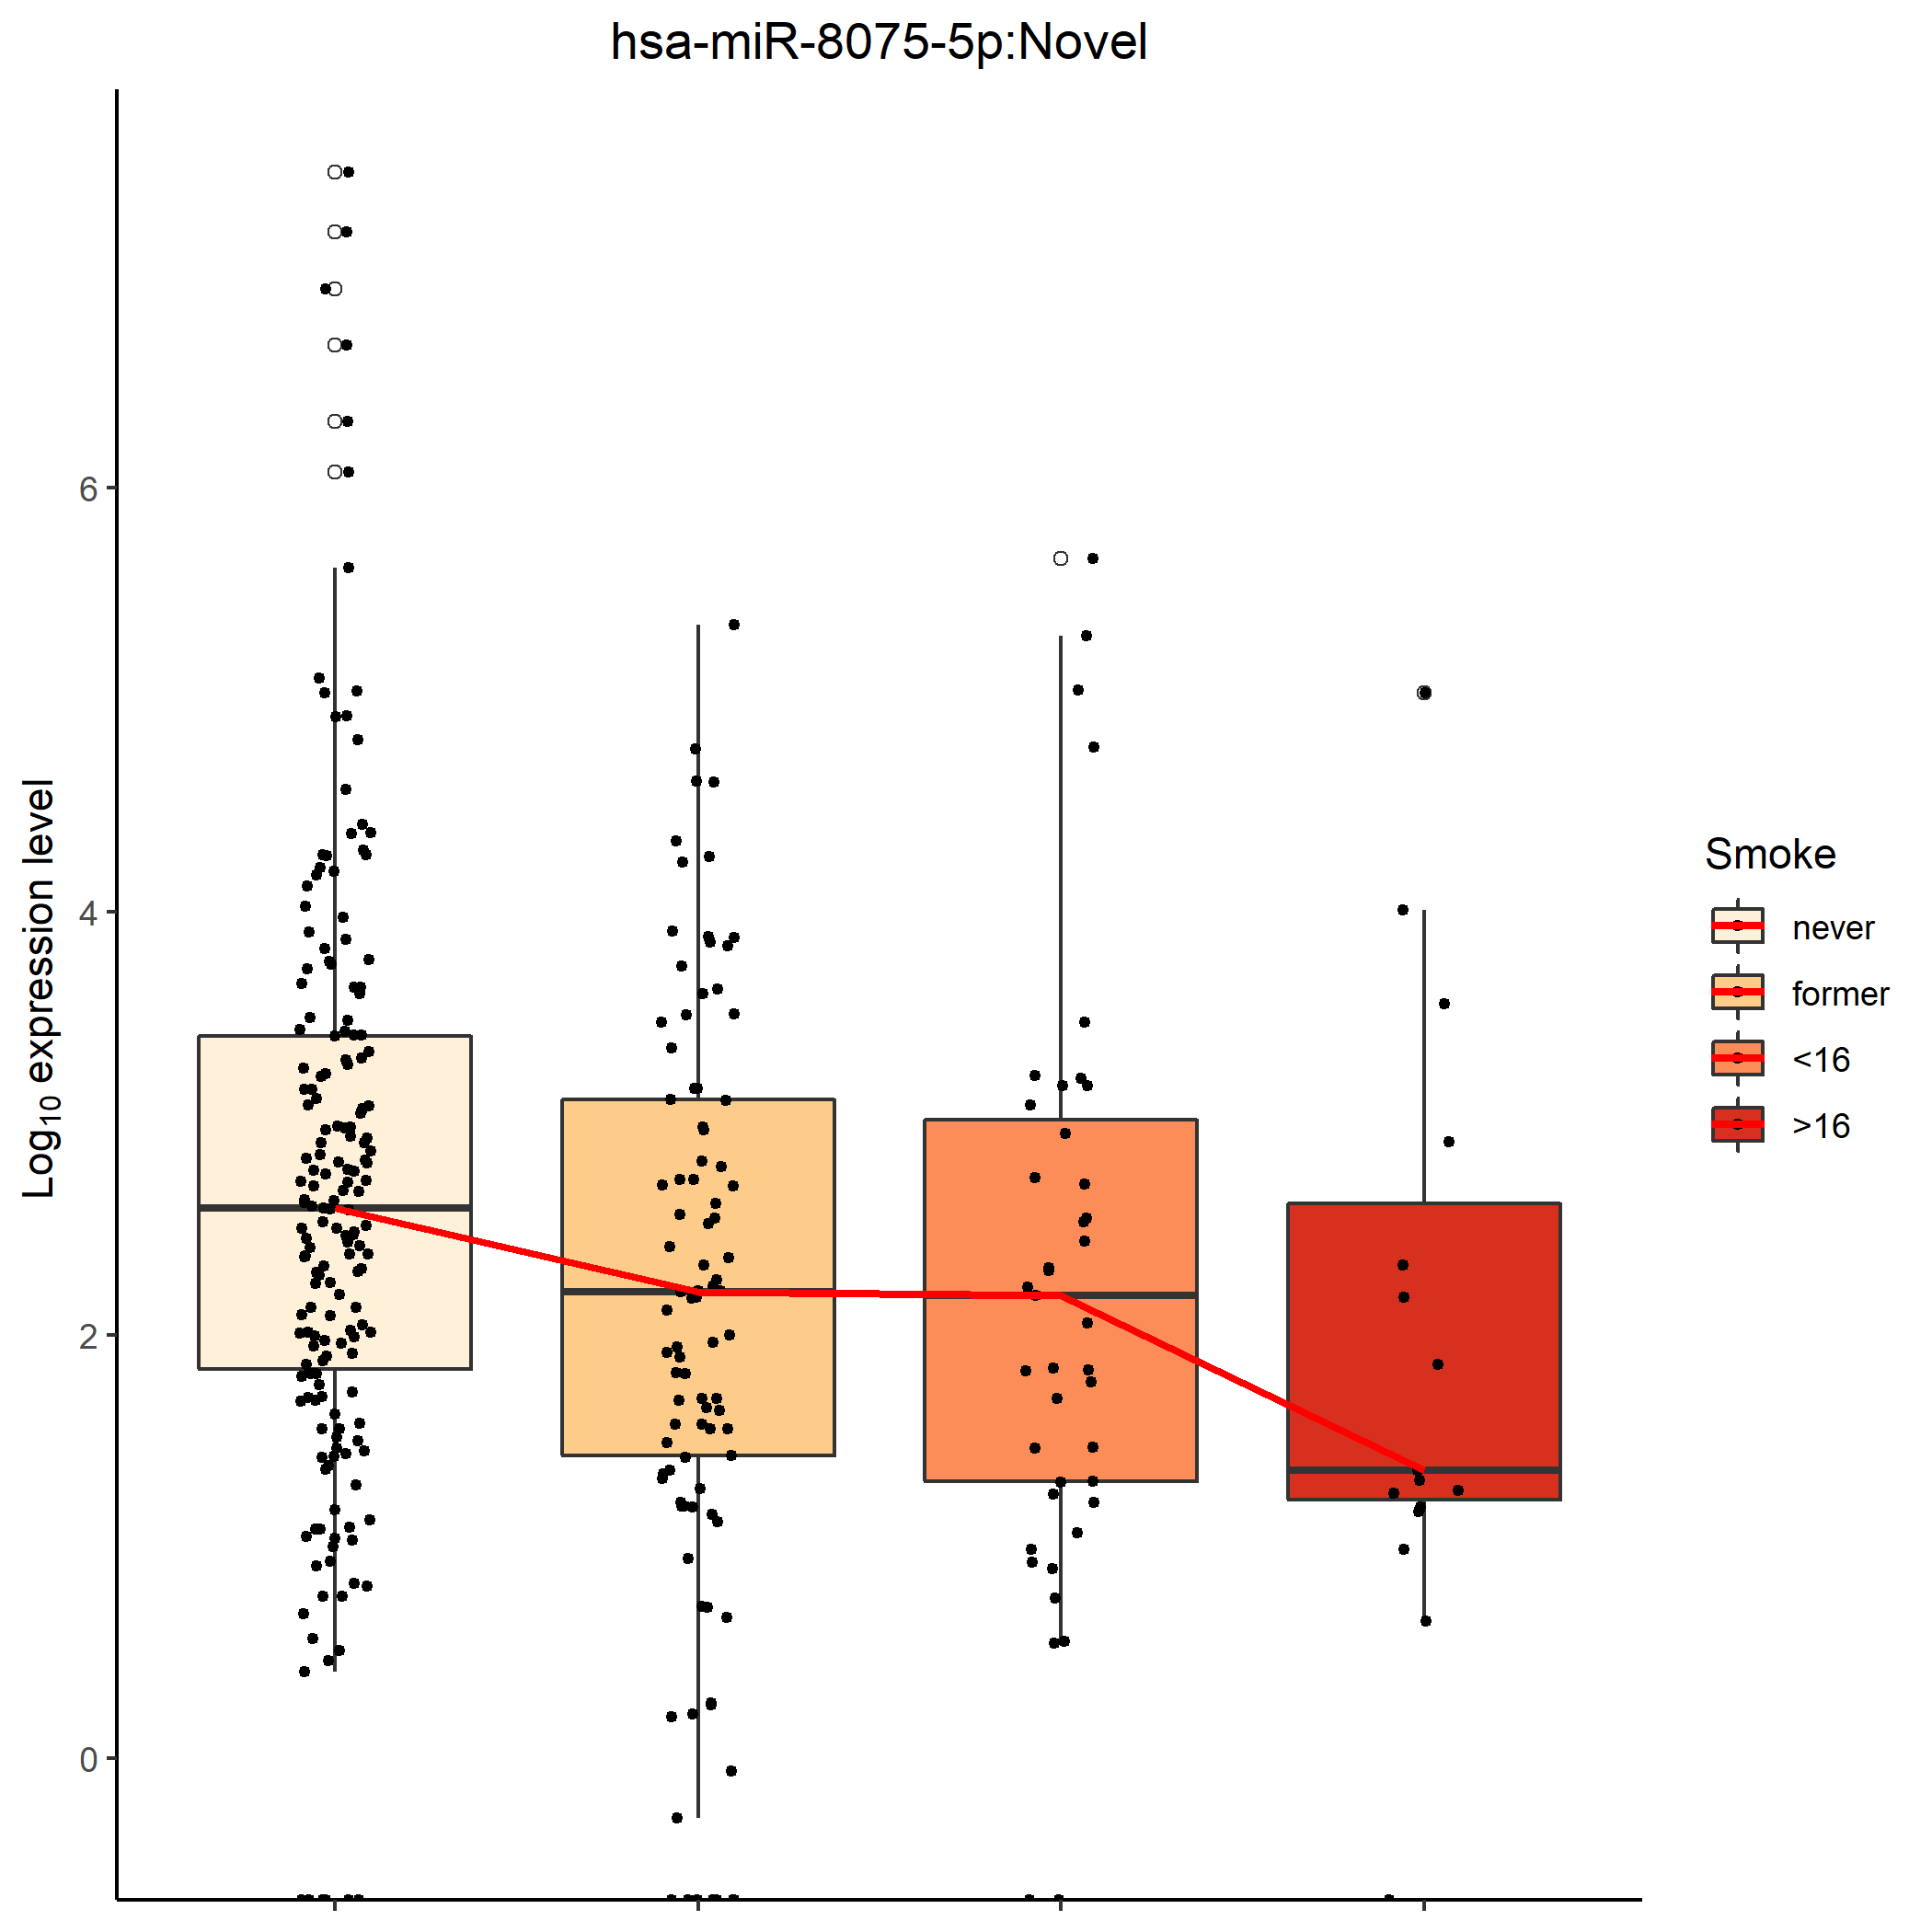 hsa-miR-8075-5p:Novel
Log10 expression level
6
4
2
0
Smoke
never
former
<16
>16